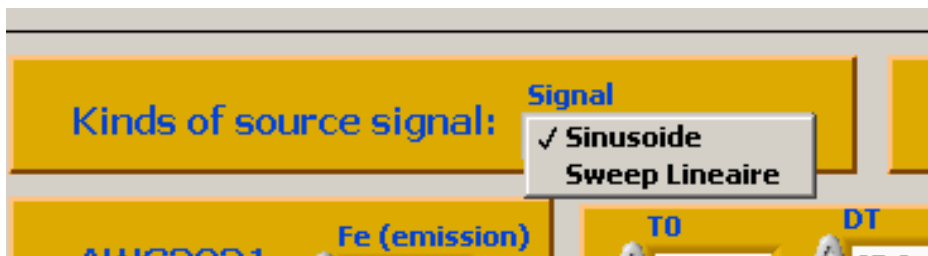 Signal
Kinds of source signal:
✓ Sinusoide
Sweep Lineaire
Fe (emission)
T0
DT